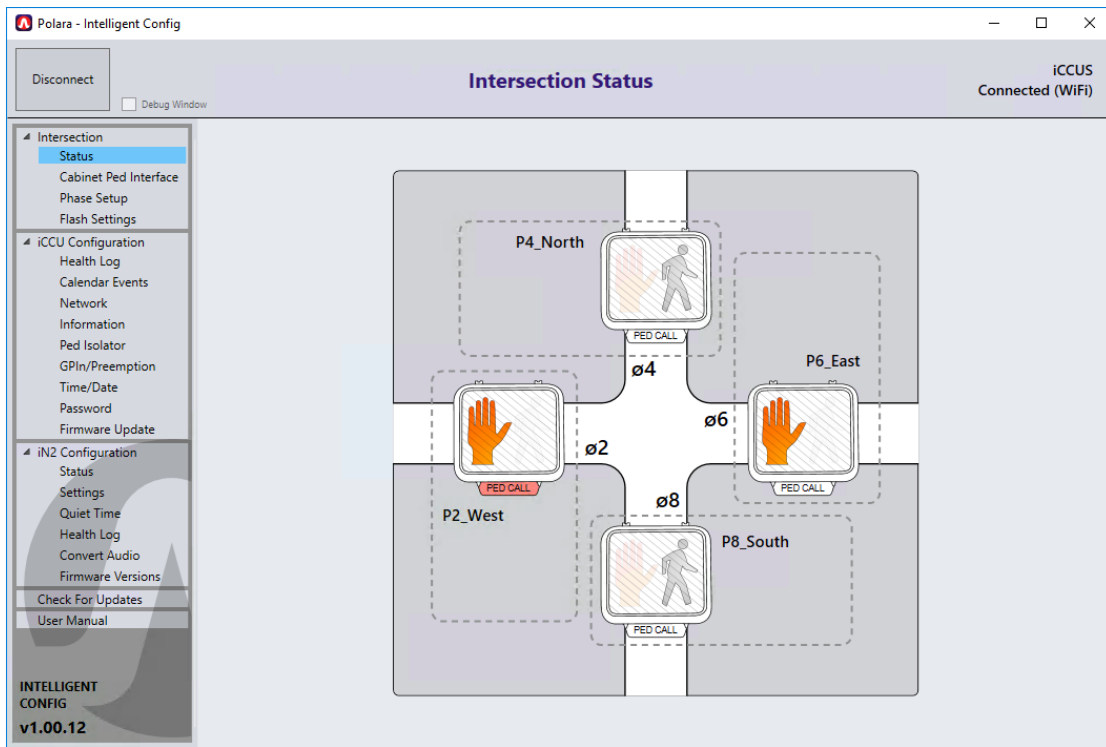 Polara - Intelligent Config
Disconnect
Debug Window
Intersection Status
iCCUS
Connected (WiFi)
Intersection
Status
Cabinet Ped Interface
Phase Setup
Flash Settings
iCCU Configuration
Health Log
Calendar Events
Network
Information
Ped Isolator
GPIn/Preemption
Time/Date
Password
Firmware Update
iN2 Configuration
Status
Settings
Quiet Time
Health Log
Convert Audio
Firmware Versions
Check For Updates
User Manual
INTELLIGENT
CONFIG
v1.00.12
P4_North
PED CALL
ø4
P6_East
ø6
PED CALL
ø2
PED CALL
P2_West
ø8
P8_South
PED CALL